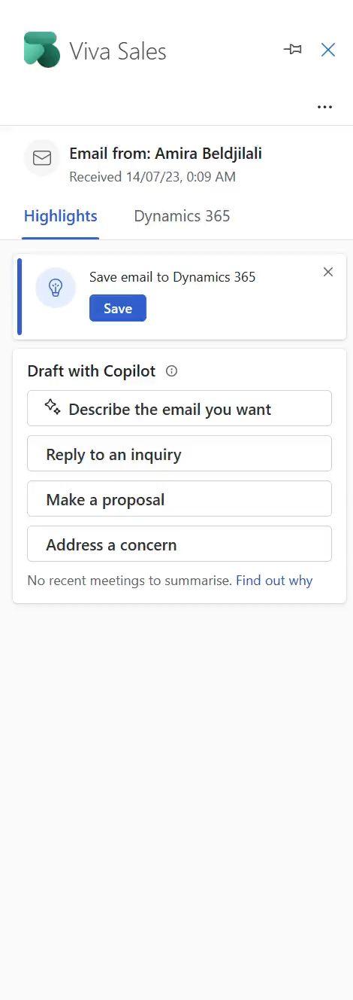 Viva Sales
...
Email from: Amira Beldjilali
Received 14/07/23, 0:09 AM
Highlights Dynamics 365
Save email to Dynamics 365
Save
Draft with Copilot
Describe the email you want
Reply to an inquiry
Make a proposal
Address a concern
No recent meetings to summarise. Find out why